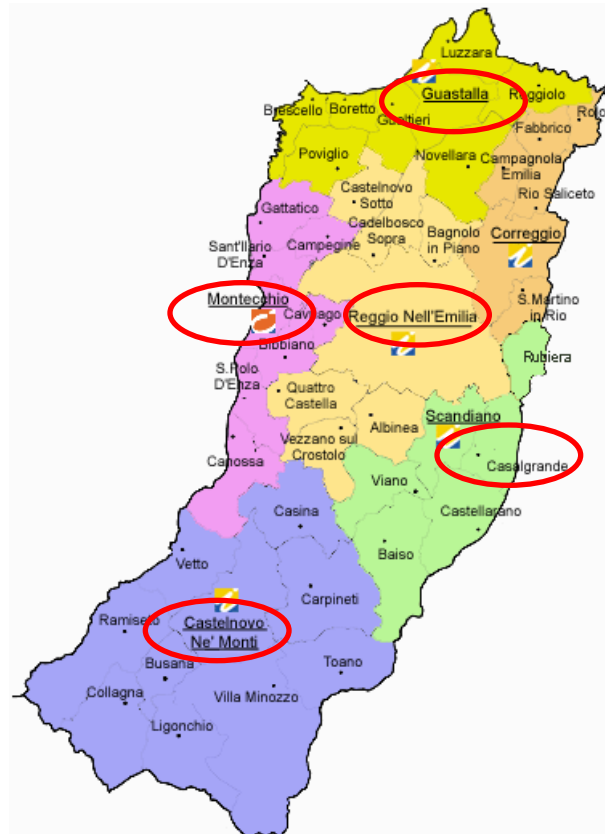 Luzzara
Guastalla
Reggiolo
Rolo
Brescello
Boretto
Gualtieri
Fabbrico
Poviglio
Novellara
Campagnola
Emilia
Castelnovo
Sotto
Rio Saliceto
Gattatico
Cadelbosco
Sopra
Bagnolo
in Piano
Correggio
Sant'Ilario
D'Enza
Campegine
Montecchio
Cavriago
Reggio Nell'Emilia
S.Martino
in Rio
Bibbiano
Rubiera
S.Polo
D'Enza
Quattro
Castella
Scandiano
Albinea
Vezzano sul
Crostolo
Canossa
Casalgrande
Viano
Casina
Castellarano
Baiso
Vetto
Carpineti
Ramiseto
Castelnovo
Ne' Monti
Busana
Toano
Collagna
Villa Minozzo
Ligonchio